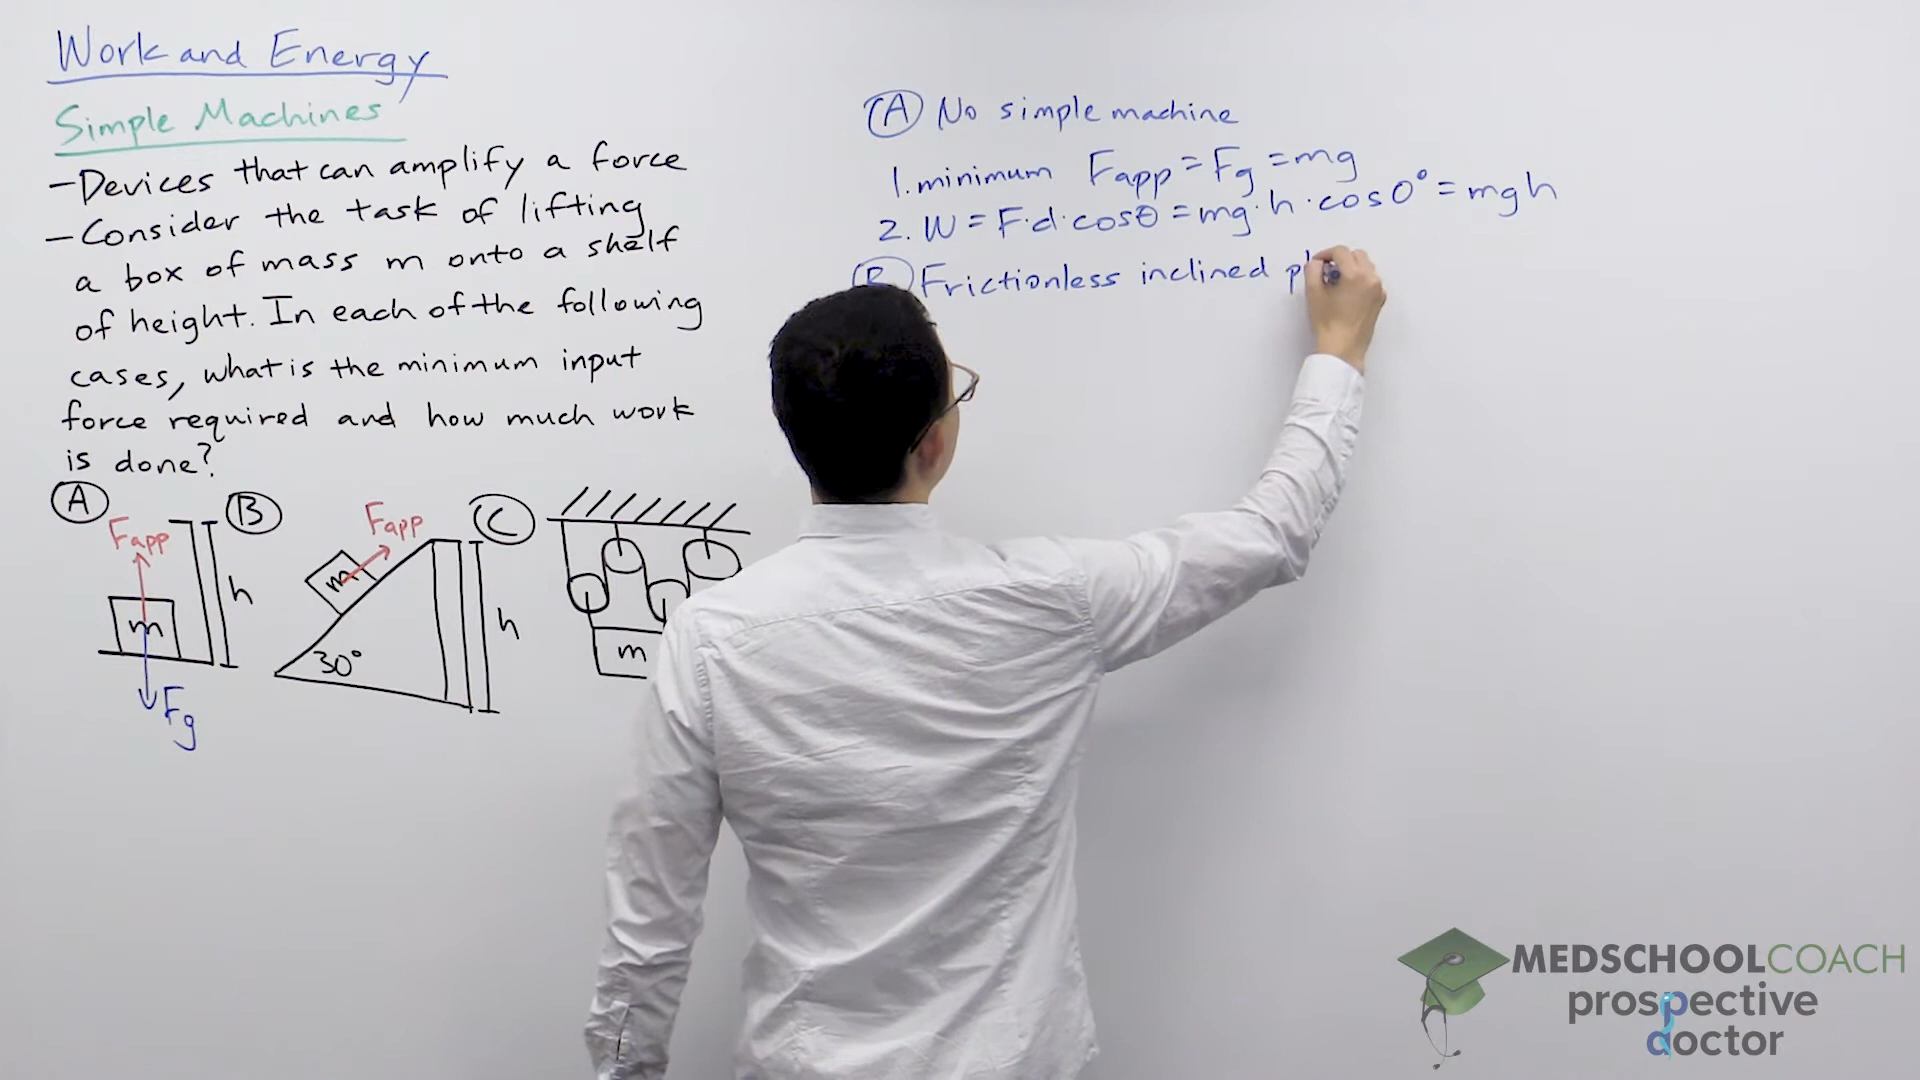 Work and Energy
Simple Machines
- Devices that can amplify a force
- Consider the task of lifting
a box of mass m onto a shelf
of height. In each of the following
cases, what is the minimum input
force required and how much work
is done?
A
Fapp
m
h
Fg
B
Fapp
m
30°
h
C
m
A No simple machine
1. minimum Fapp = Fg = mg
2. W = F·d·cosθ = mg·h·cos0° = mgh
B Frictionless inclined pl
MEDSCHOOLCOACH
prospective
doctor